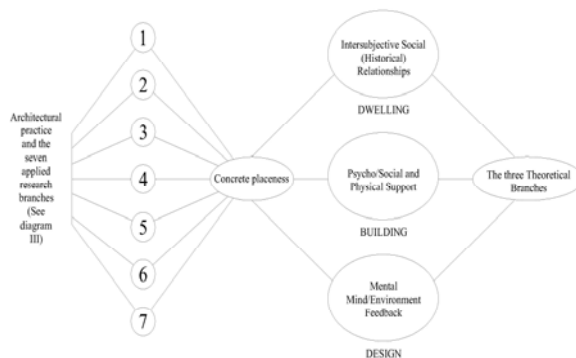 Architectural
practice
and the
seven
applied
research
branches
(See
diagram
III)
1
2
3
4
5
6
7
Concrete placeness
Intersubjective Social
(Historical)
Relationships
DWELLING
Psycho/Social and
Physical Support
BUILDING
Mental
Mind/Environment
Feedback
DESIGN
The three Theoretical
Branches